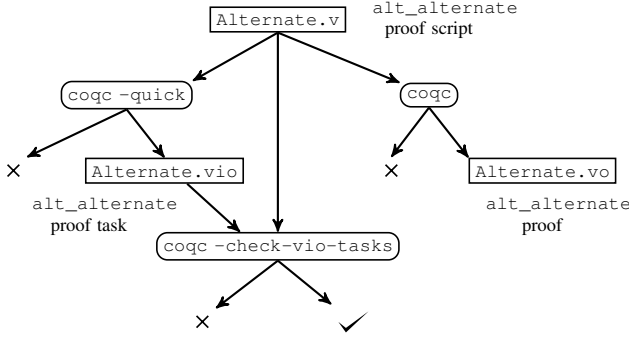 Alternate.v
alt_alternate
proof script
coqc -quick
coqc
×
Alternate.vio
×
Alternate.vo
alt_alternate
proof task
alt_alternate
proof
coqc -check-vio-tasks
×
✓